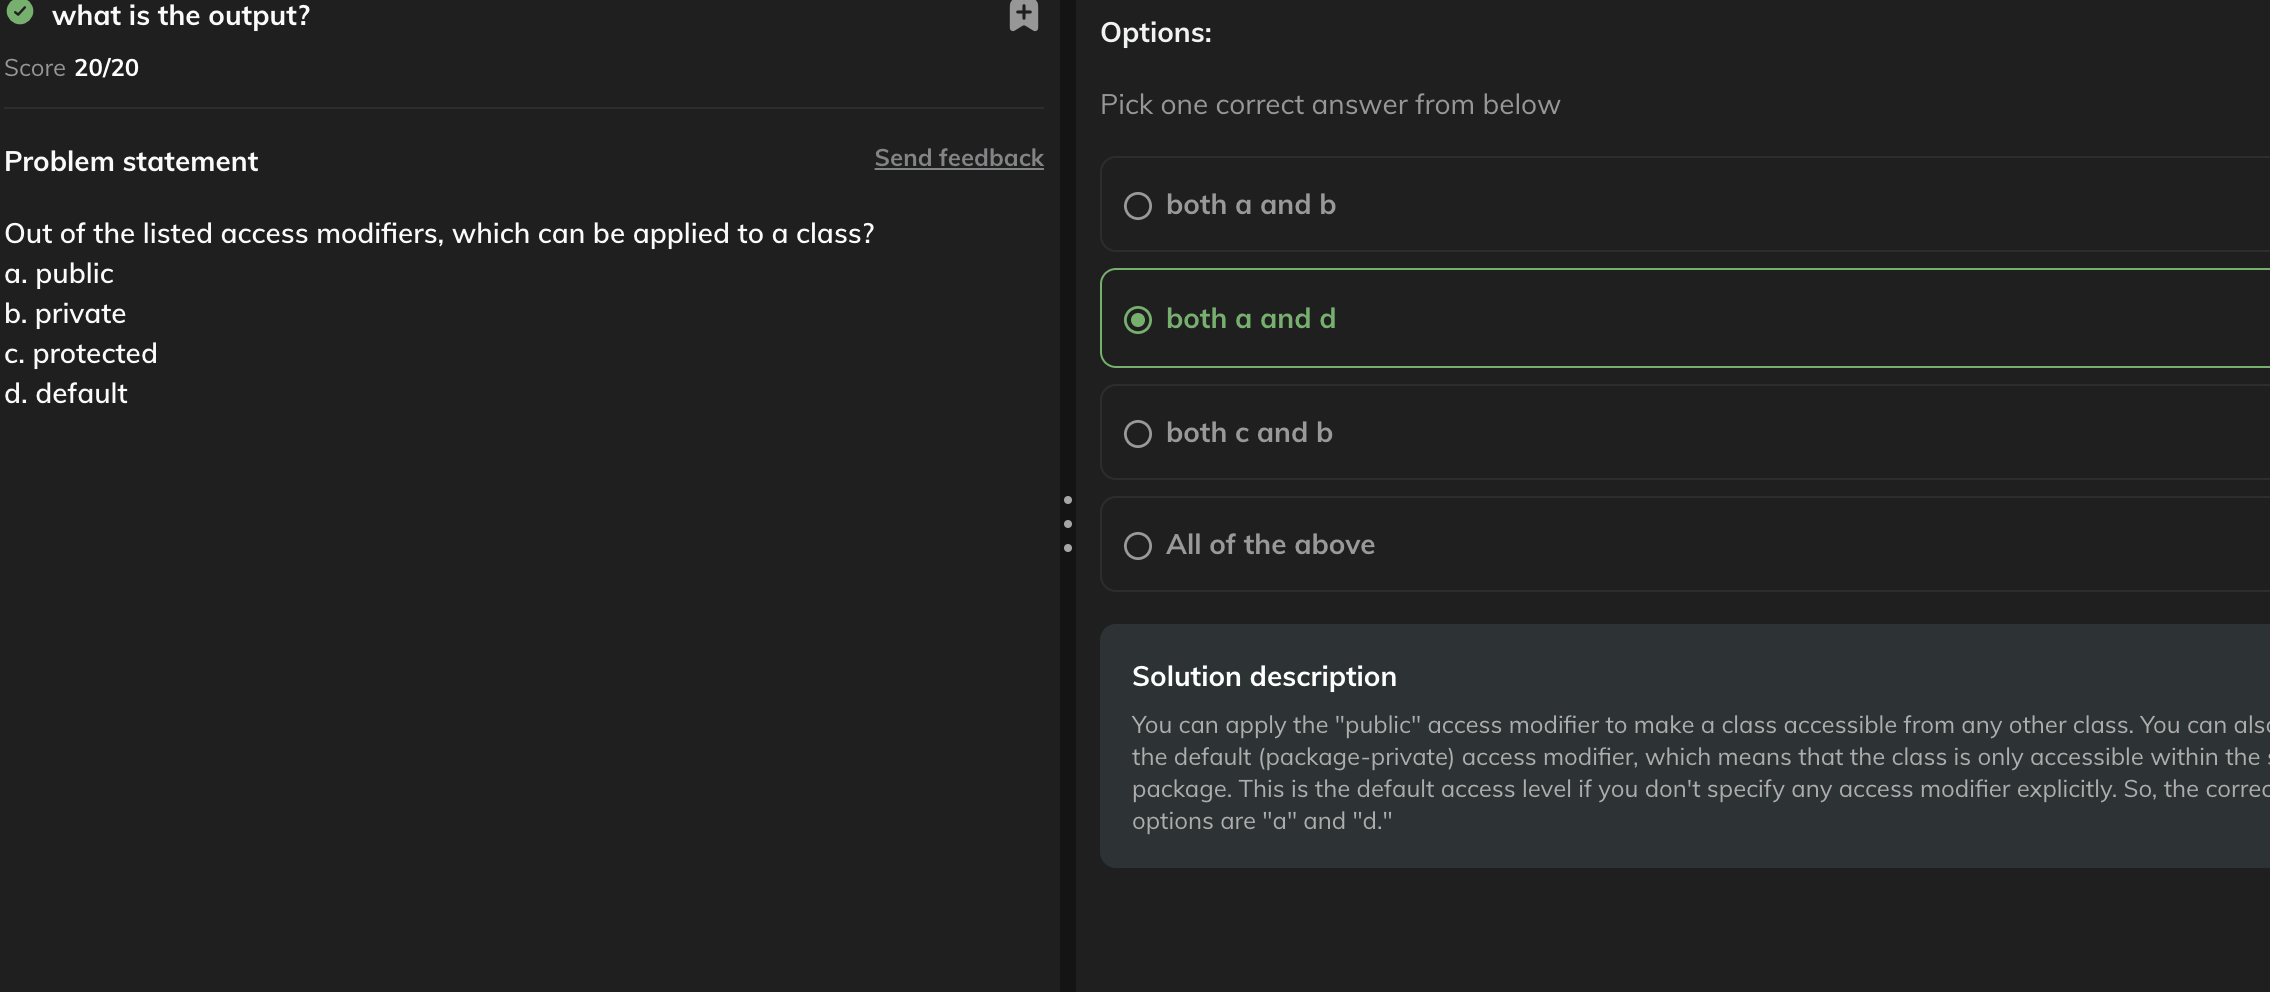 what is the output?
Score 20/20
Problem statement
Send feedback
Out of the listed access modifiers, which can be applied to a class?
a. public
b. private
c. protected
d. default
Options:
Pick one correct answer from below
both a and b
both a and d
both c and b
All of the above
Solution description
You can apply the "public" access modifier to make a class accessible from any other class. You can also
the default (package-private) access modifier, which means that the class is only accessible within the
package. This is the default access level if you don't specify any access modifier explicitly. So, the
options are "a" and "d."